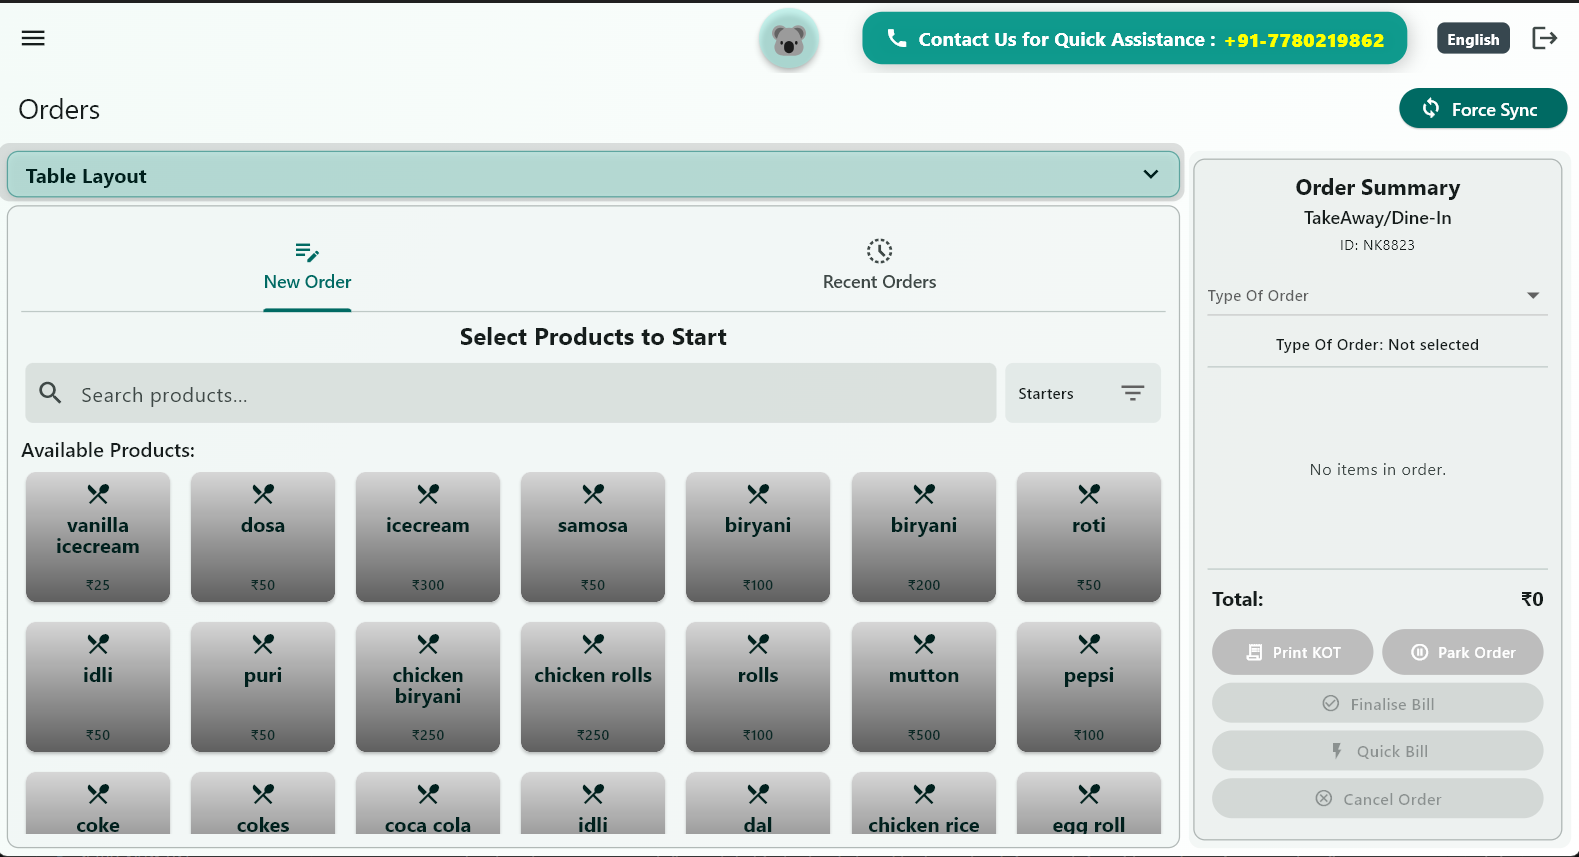 Contact Us for Quick Assistance : +91-7780219862
English
Orders
Force Sync
Table Layout
New Order
Recent Orders
Select Products to Start
Search products...
Starters
Available Products:
vanilla
icecream
₹25
dosa
₹50
icecream
₹300
samosa
₹50
biryani
₹100
biryani
₹200
roti
₹50
idli
₹50
puri
₹50
chicken
biryani
₹250
chicken rolls
₹250
rolls
₹100
mutton
₹500
pepsi
₹100
coke
cokes
coca cola
idli
dal
chicken rice
egg roll
Order Summary
TakeAway/Dine-In
ID: NK8823
Type Of Order
Type Of Order: Not selected
No items in order.
Total: ₹0
Print KOT
Park Order
Finalise Bill
Quick Bill
Cancel Order